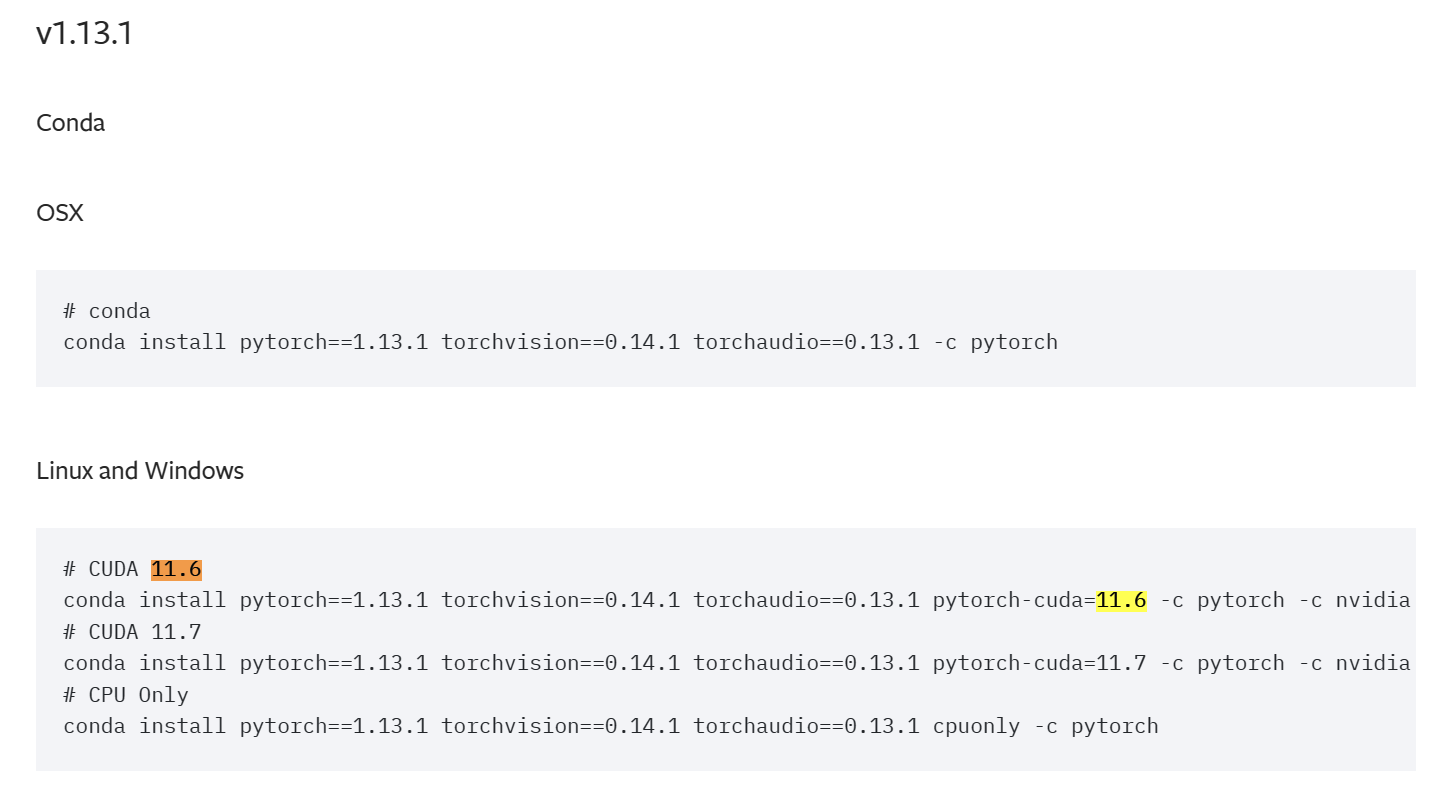 v1.13.1
Conda
OSX
# conda
conda install pytorch==1.13.1 torchvision==0.14.1 torchaudio==0.13.1 -c pytorch
Linux and Windows
# CUDA 11.6
conda install pytorch==1.13.1 torchvision==0.14.1 torchaudio==0.13.1 pytorch-cuda=11.6 -c pytorch -c nvidia
# CUDA 11.7
conda install pytorch==1.13.1 torchvision==0.14.1 torchaudio==0.13.1 pytorch-cuda=11.7 -c pytorch -c nvidia
# CPU Only
conda install pytorch==1.13.1 torchvision==0.14.1 torchaudio==0.13.1 cpuonly -c pytorch